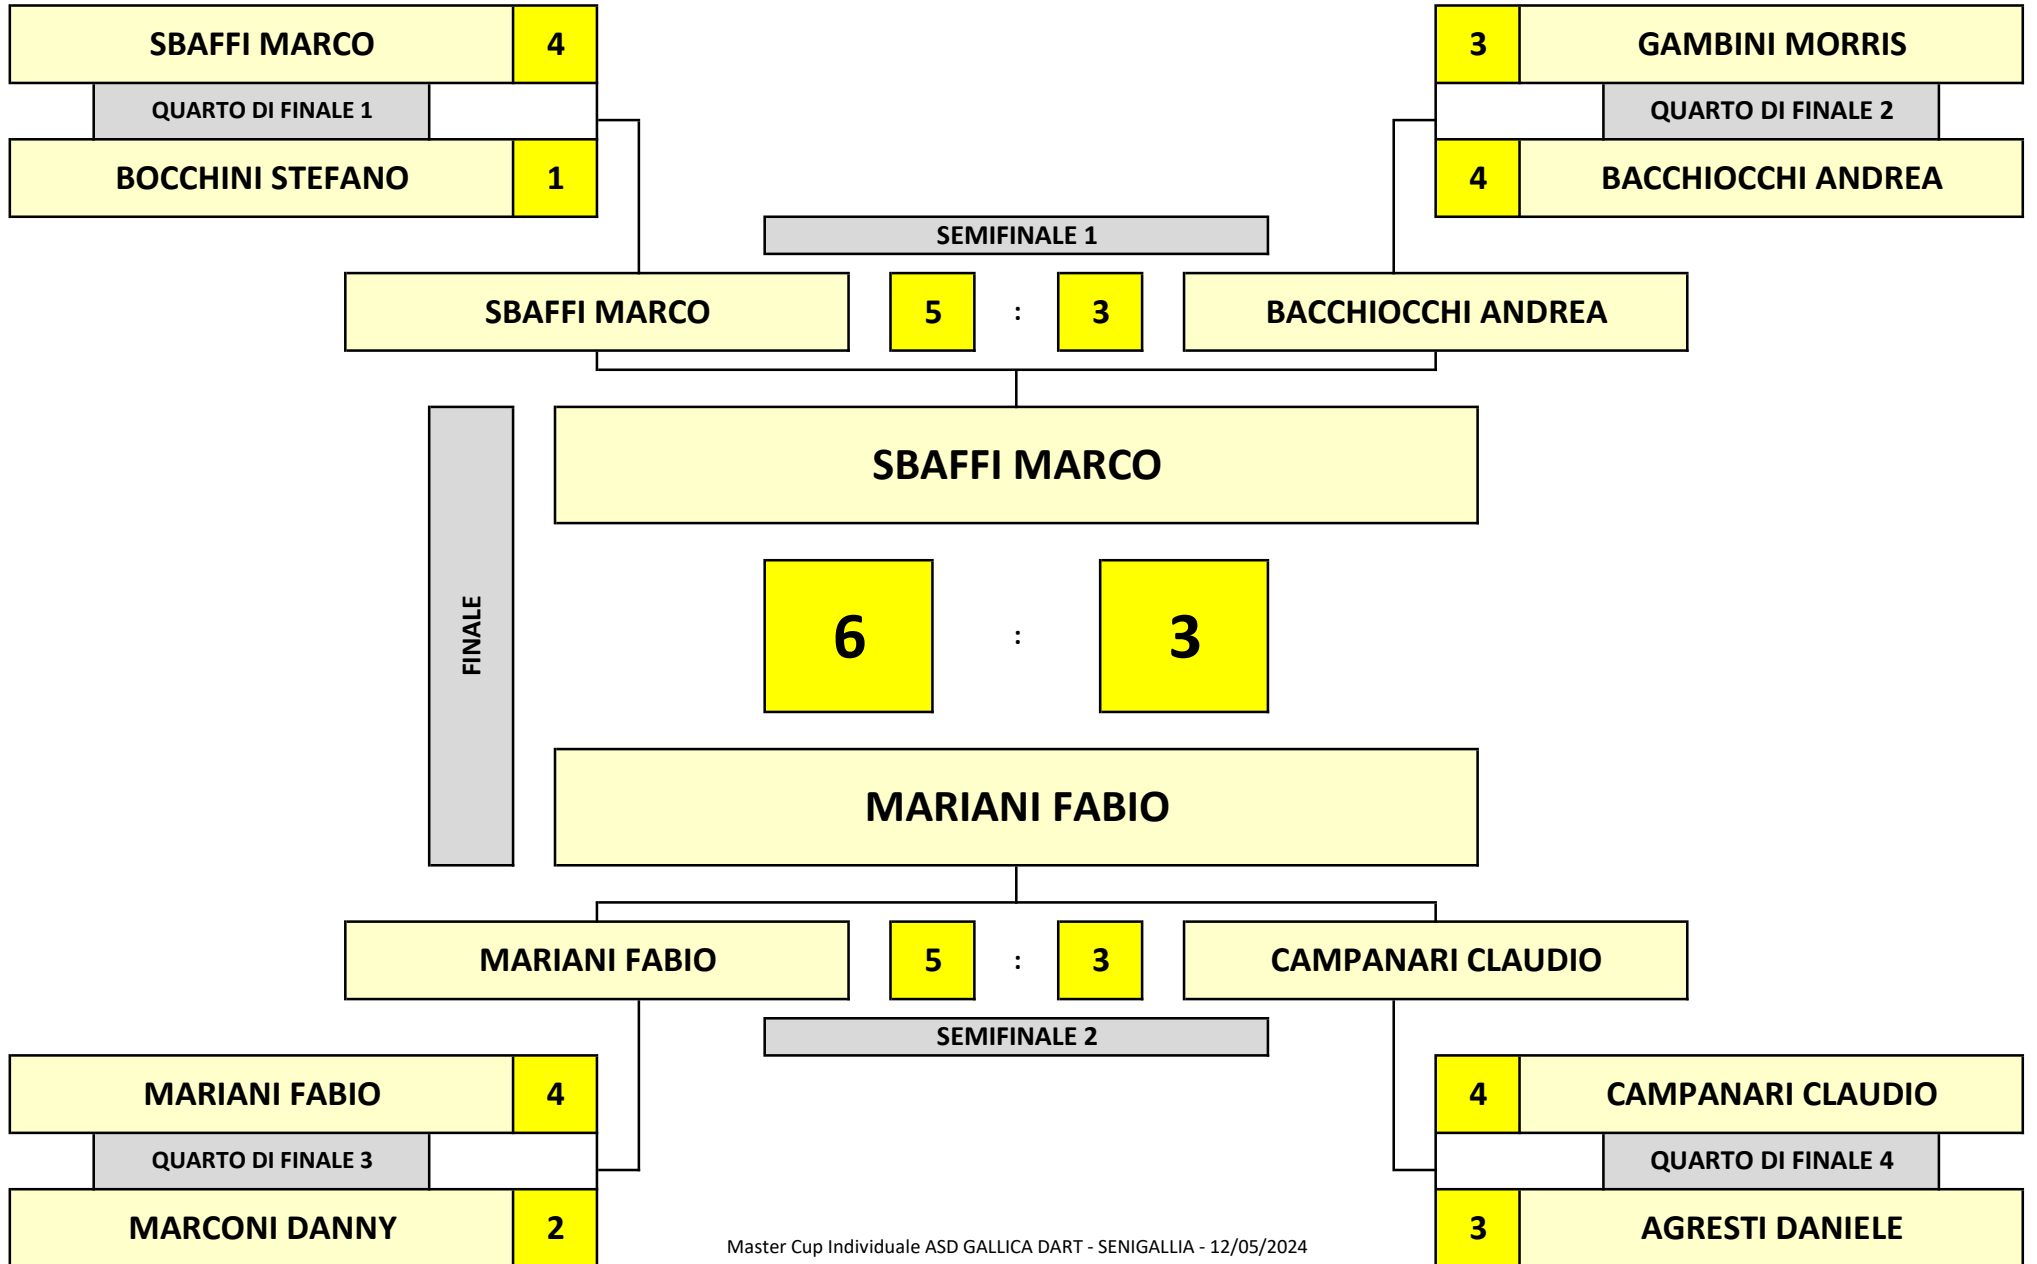 SBAFFI MARCO 4
3 GAMBINI MORRIS
QUARTO DI FINALE 1
QUARTO DI FINALE 2
BOCCHINI STEFANO 1
4 BACCHIOCCHI ANDREA
SEMIFINALE 1
SBAFFI MARCO 5 : 3 BACCHIOCCHI ANDREA
SBAFFI MARCO
FINALE
6 : 3
MARIANI FABIO
MARIANI FABIO 5 : 3 CAMPANARI CLAUDIO
SEMIFINALE 2
MARIANI FABIO 4
4 CAMPANARI CLAUDIO
QUARTO DI FINALE 3
QUARTO DI FINALE 4
MARCONI DANNY 2
3 AGRESTI DANIELE
Master Cup Individuale ASD GALLICA DART - SENIGALLIA - 12/05/2024